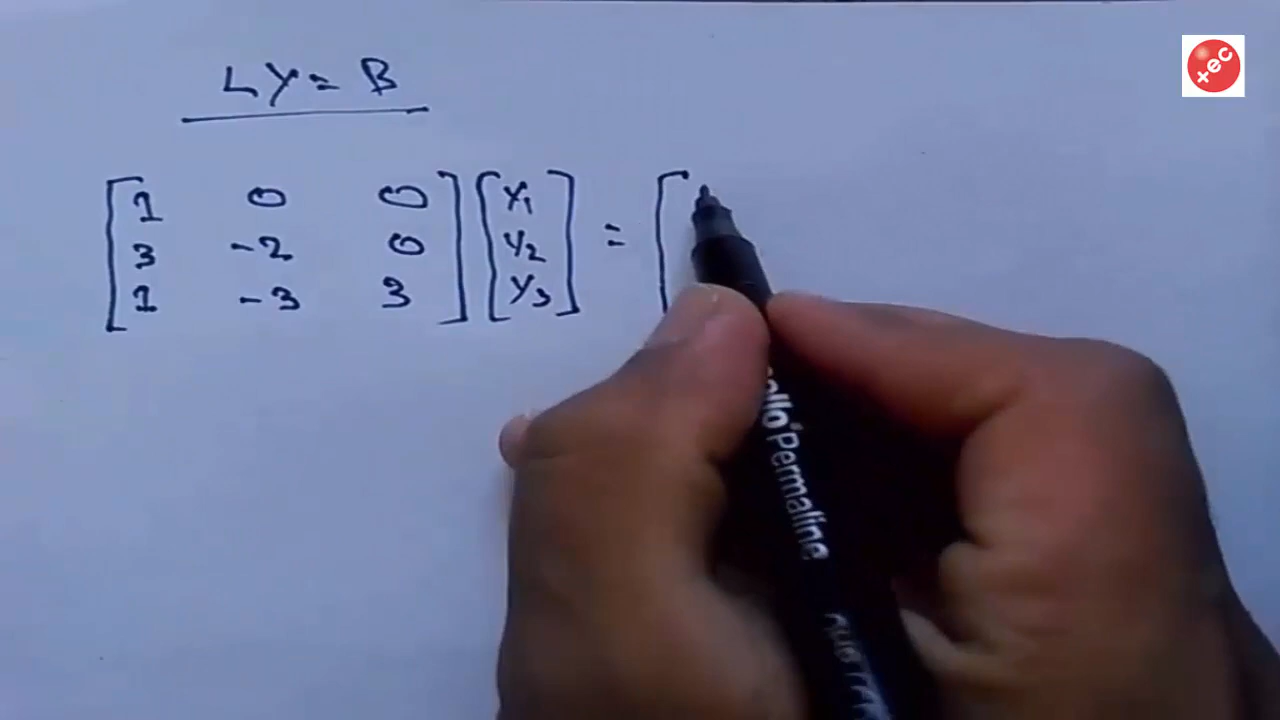 LY = B
[1 0 0] [Y1] = [
[3 -2 0] [Y2]
[1 -3 3] [Y3]
xec
Permaline